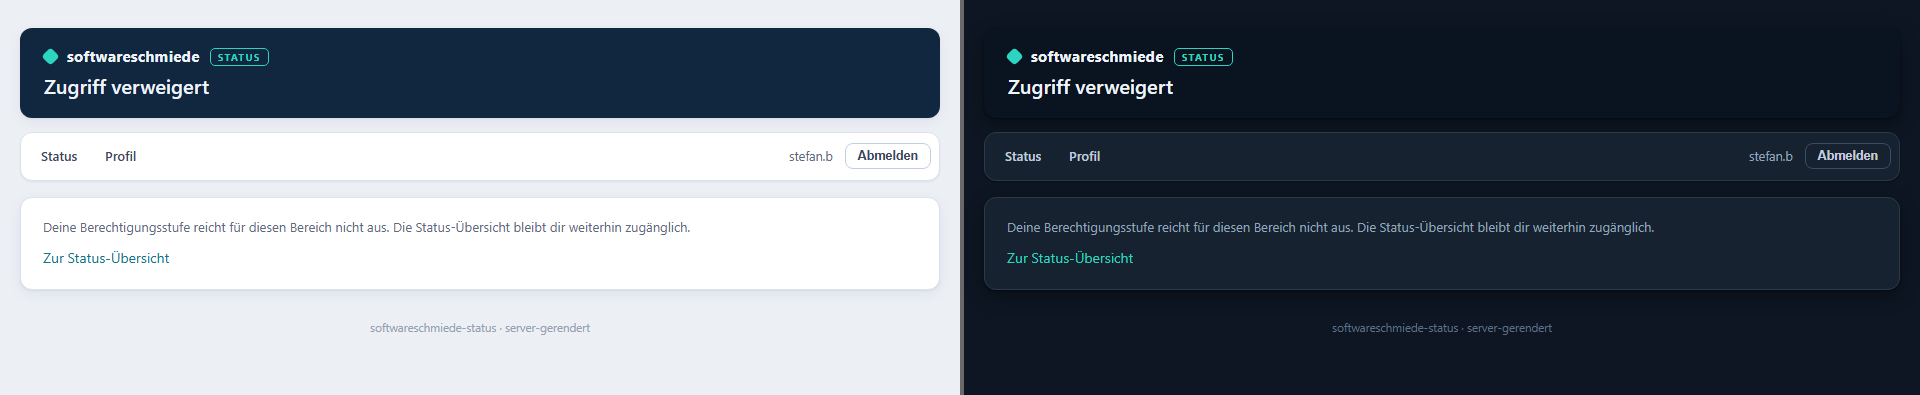 softwareschmiede STATUS
Zugriff verweigert
Status Profil stefan.b Abmelden
Deine Berechtigungsstufe reicht für diesen Bereich nicht aus. Die Status-Übersicht bleibt dir weiterhin zugänglich.
Zur Status-Übersicht
softwareschmiede-status · server-gerendert
softwareschmiede STATUS
Zugriff verweigert
Status Profil stefan.b Abmelden
Deine Berechtigungsstufe reicht für diesen Bereich nicht aus. Die Status-Übersicht bleibt dir weiterhin zugänglich.
Zur Status-Übersicht
softwareschmiede-status · server-gerendert